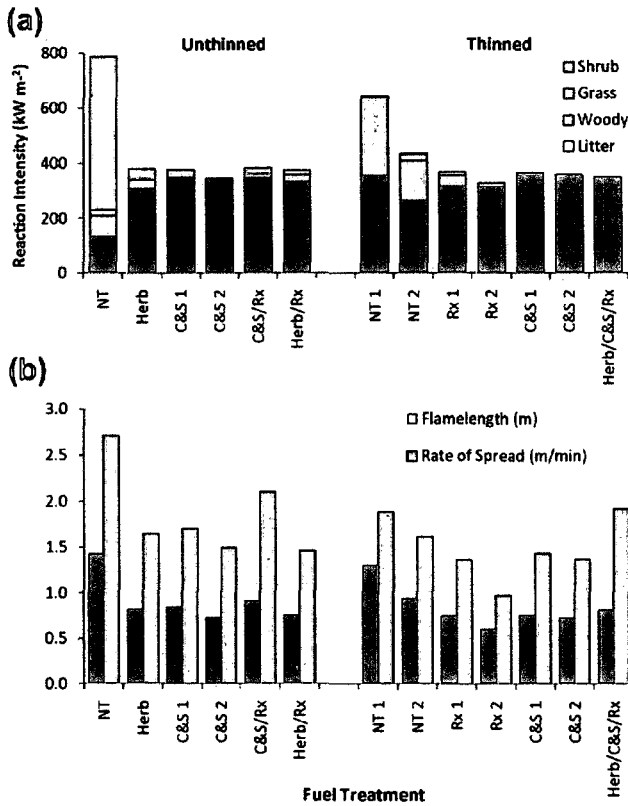 (a)
Unthinned
Thinned
Reaction Intensity (kW m⁻²)
800
600
400
200
0
Shrub
Grass
Woody
Litter
NT
Herb
C&S 1
C&S 2
C&S/Rx
Herb/Rx
NT 1
NT 2
Rx 1
Rx 2
C&S 1
C&S 2
Herb/C&S/Rx
(b)
3.0
2.5
2.0
1.5
1.0
0.5
0.0
Flamelength (m)
Rate of Spread (m/min)
NT
Herb
C&S 1
C&S 2
C&S/Rx
Herb/Rx
NT 1
NT 2
Rx 1
Rx 2
C&S 1
C&S 2
Herb/C&S/Rx
Fuel Treatment